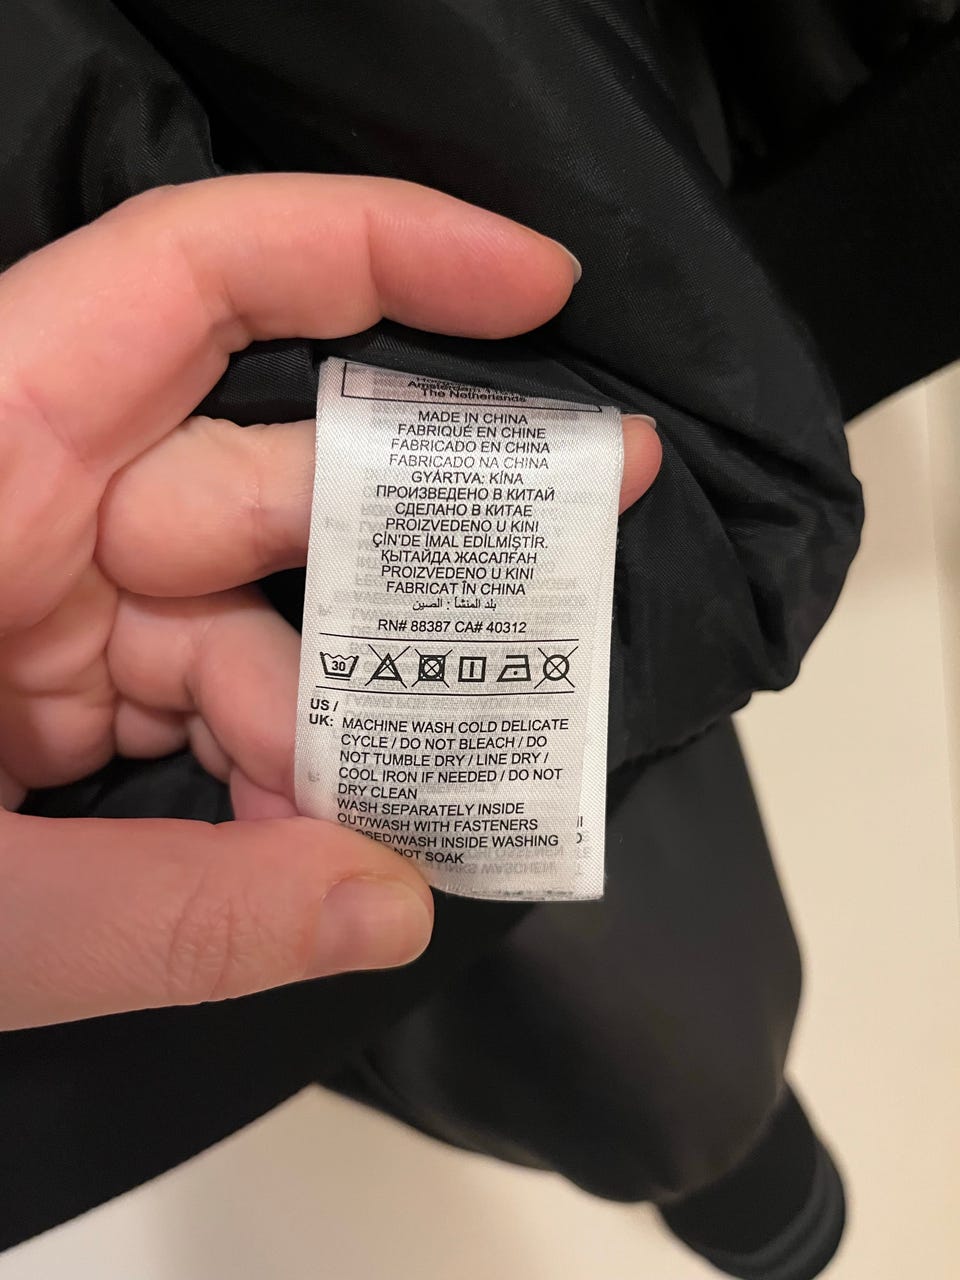 Amsterdam
The Netherlands
MADE IN CHINA
FABRIQUÉ EN CHINE
FABRICADO EN CHINA
FABRICADO NA CHINA
GYÁRTVA: KÍNA
ПРОИЗВЕДЕНО В КИТАЙ
СДЕЛАНО В КИТАЕ
PROIZVEDENO U KINI
ÇİN'DE İMAL EDİLMİŞTİR.
ҚЫТАЙДА ЖАСАЛҒАН
PROIZVEDENO U KINI
FABRICAT ÎN CHINA
بلد المنشأ : الصين
RN# 88387 CA# 40312
30
US /
UK: MACHINE WASH COLD DELICATE
CYCLE / DO NOT BLEACH / DO
NOT TUMBLE DRY / LINE DRY /
COOL IRON IF NEEDED / DO NOT
DRY CLEAN
WASH SEPARATELY INSIDE
OUT/WASH WITH FASTENERS
WASH INSIDE WASHING
NOT SOAK